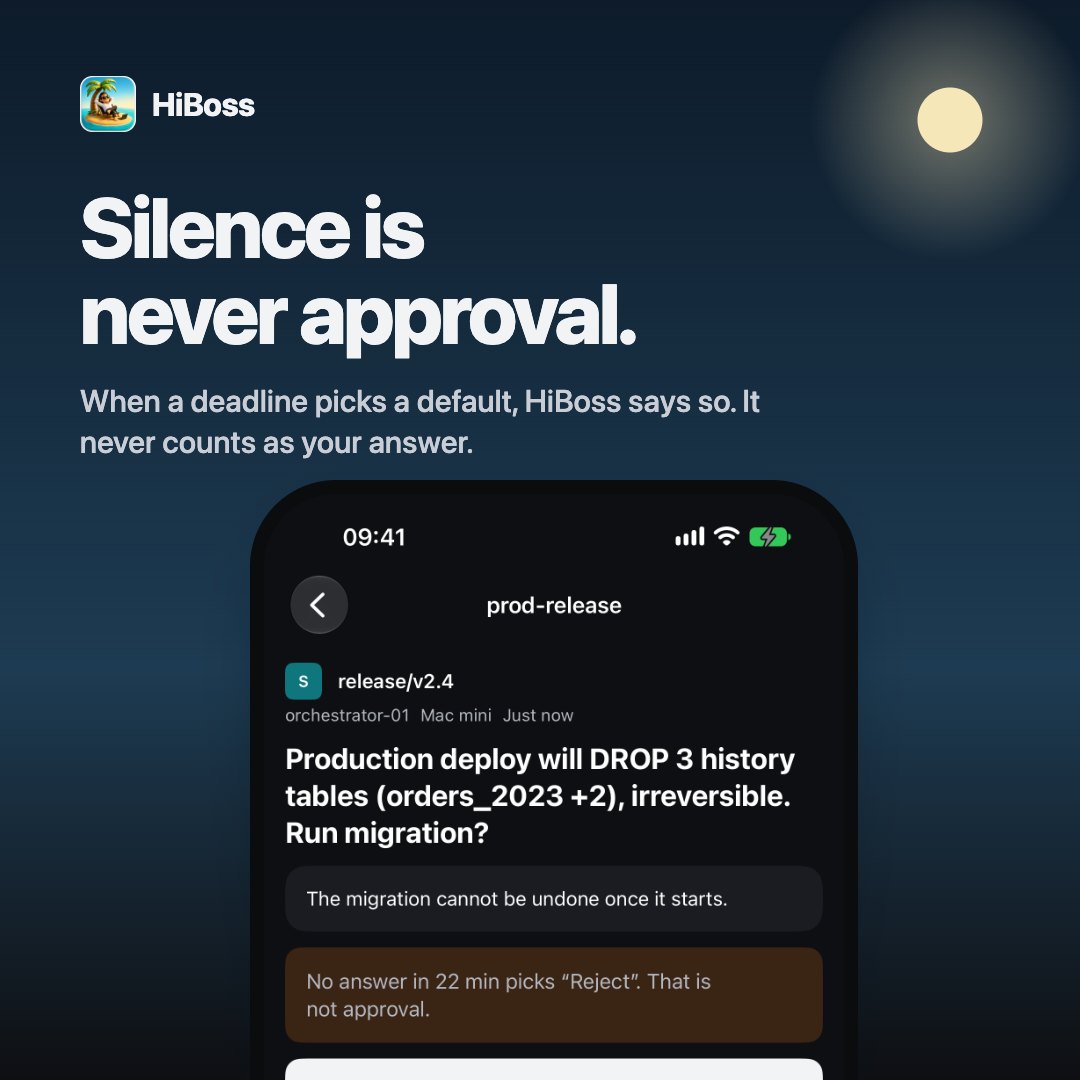 HiBoss
Silence is
never approval.
When a deadline picks a default, HiBoss says so. It
never counts as your answer.
09:41
prod-release
S release/v2.4
orchestrator-01 Mac mini Just now
Production deploy will DROP 3 history
tables (orders_2023 +2), irreversible.
Run migration?
The migration cannot be undone once it starts.
No answer in 22 min picks “Reject”. That is
not approval.